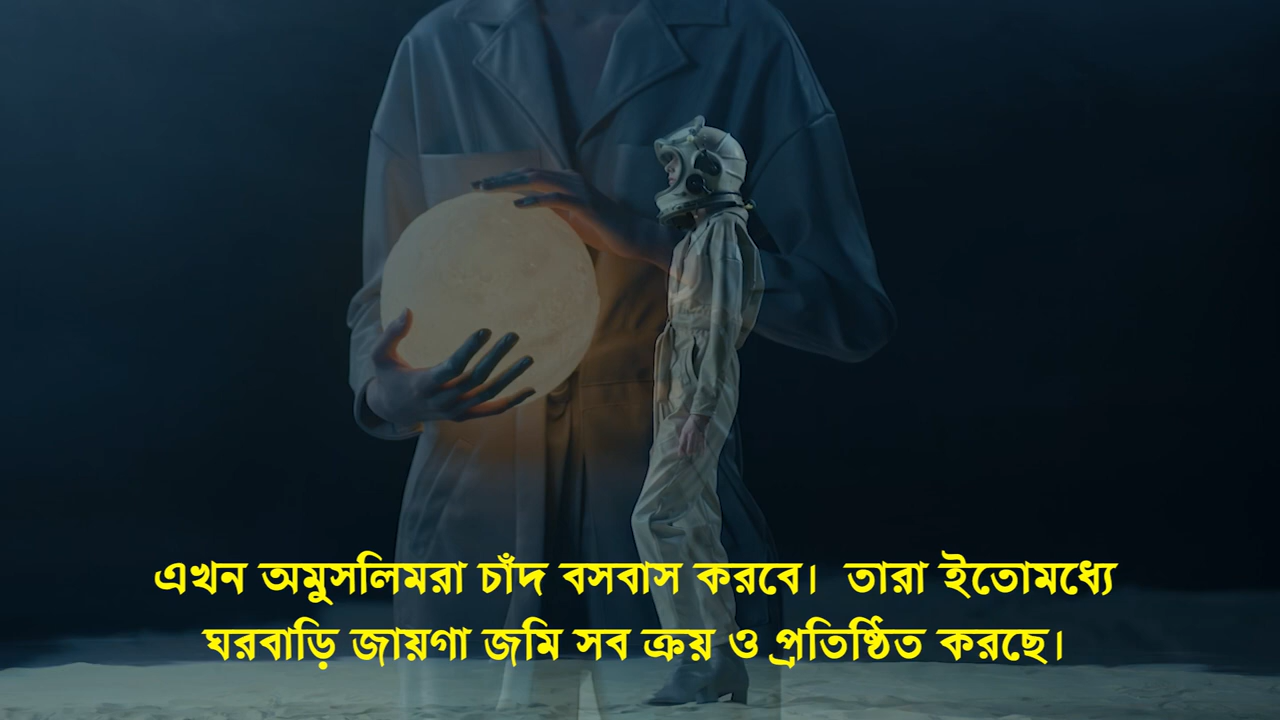 এখন অমুসলিমরা চাঁদ বসবাস করবে। তারা ইতোমধ্যে
ঘরবাড়ি জায়গা জমি সব ক্রয় ও প্রতিষ্ঠিত করছে।